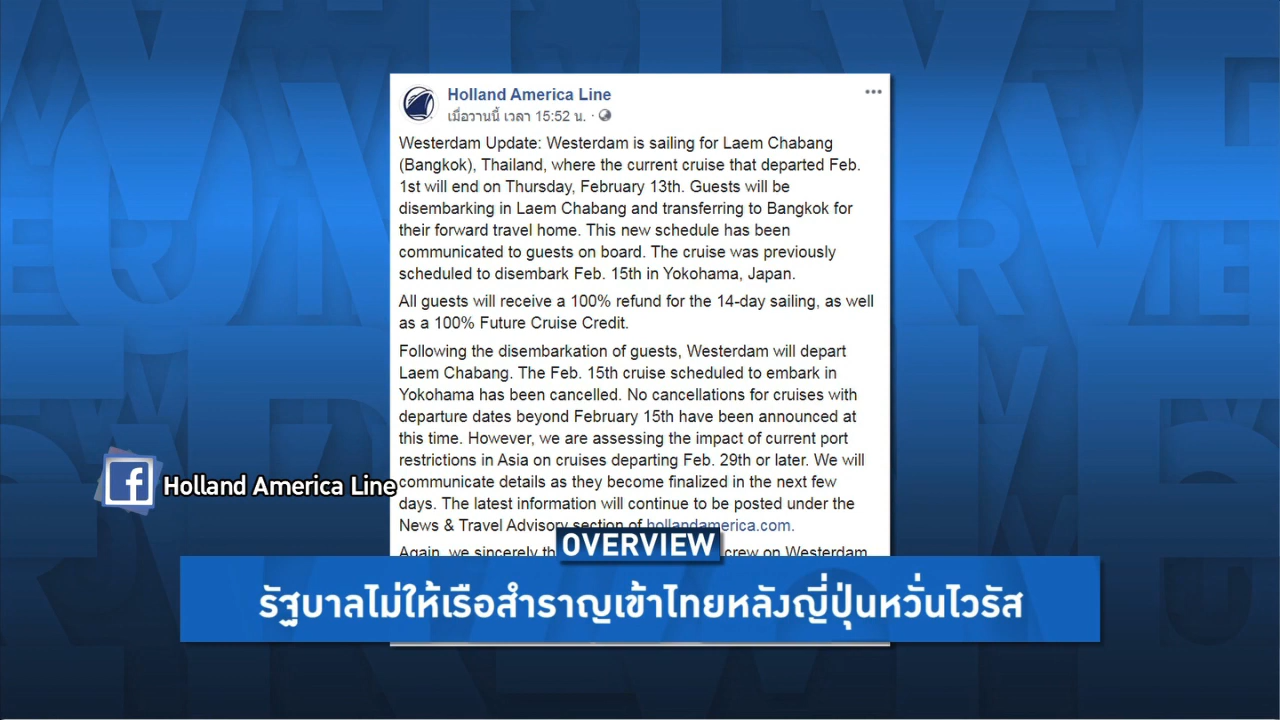 Holland America Line
เมื่อวานนี้ เวลา 15:52 น. ·
Westerdam Update: Westerdam is sailing for Laem Chabang
(Bangkok), Thailand, where the current cruise that departed Feb.
1st will end on Thursday, February 13th. Guests will be
disembarking in Laem Chabang and transferring to Bangkok for
their forward travel home. This new schedule has been
communicated to guests on board. The cruise was previously
scheduled to disembark Feb. 15th in Yokohama, Japan.
All guests will receive a 100% refund for the 14-day sailing, as well
as a 100% Future Cruise Credit.
Following the disembarkation of guests, Westerdam will depart
Laem Chabang. The Feb. 15th cruise scheduled to embark in
Yokohama has been cancelled. No cancellations for cruises with
departure dates beyond February 15th have been announced at
this time. However, we are assessing the impact of current port
restrictions in Asia on cruises departing Feb. 29th or later. We will
communicate details as they become finalized in the next few
days. The latest information will continue to be posted under the
News & Travel Advisory section of hollandamerica.com.
Again, we sincerely crew on Westerdam
Holland America Line
OVERVIEW
รัฐบาลไม่ให้เรือสำราญเข้าไทยหลังญี่ปุ่นหวั่นไวรัส